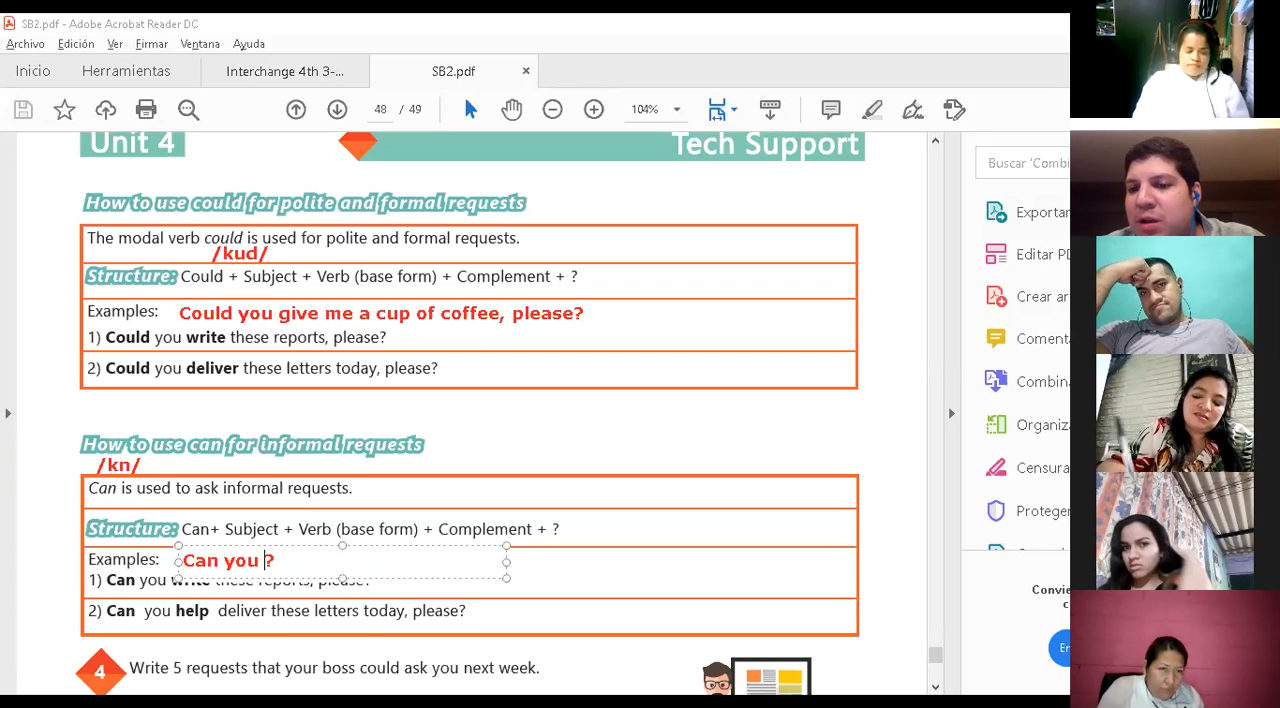 SB2.pdf - Adobe Acrobat Reader DC
Archivo Edición Ver Firmar Ventana Ayuda
Inicio Herramientas Interchange 4th 3-... SB2.pdf ×
48 / 49 104%
Unit 4 Tech Support
How to use could for polite and formal requests
The modal verb could is used for polite and formal requests.
/kud/
Structure: Could + Subject + Verb (base form) + Complement + ?
Examples: Could you give me a cup of coffee, please?
1) Could you write these reports, please?
2) Could you deliver these letters today, please?
How to use can for informal requests
/kn/
Can is used to ask informal requests.
Structure: Can+ Subject + Verb (base form) + Complement + ?
Examples: Can you ?
1) Can you write these reports, please?
2) Can you help deliver these letters today, please?
4 Write 5 requests that your boss could ask you next week.
Buscar 'Combi
Exportar
Editar PD
Crear ar
Coment
Combin
Organiz
Censura
Proteger
Convie
c
En